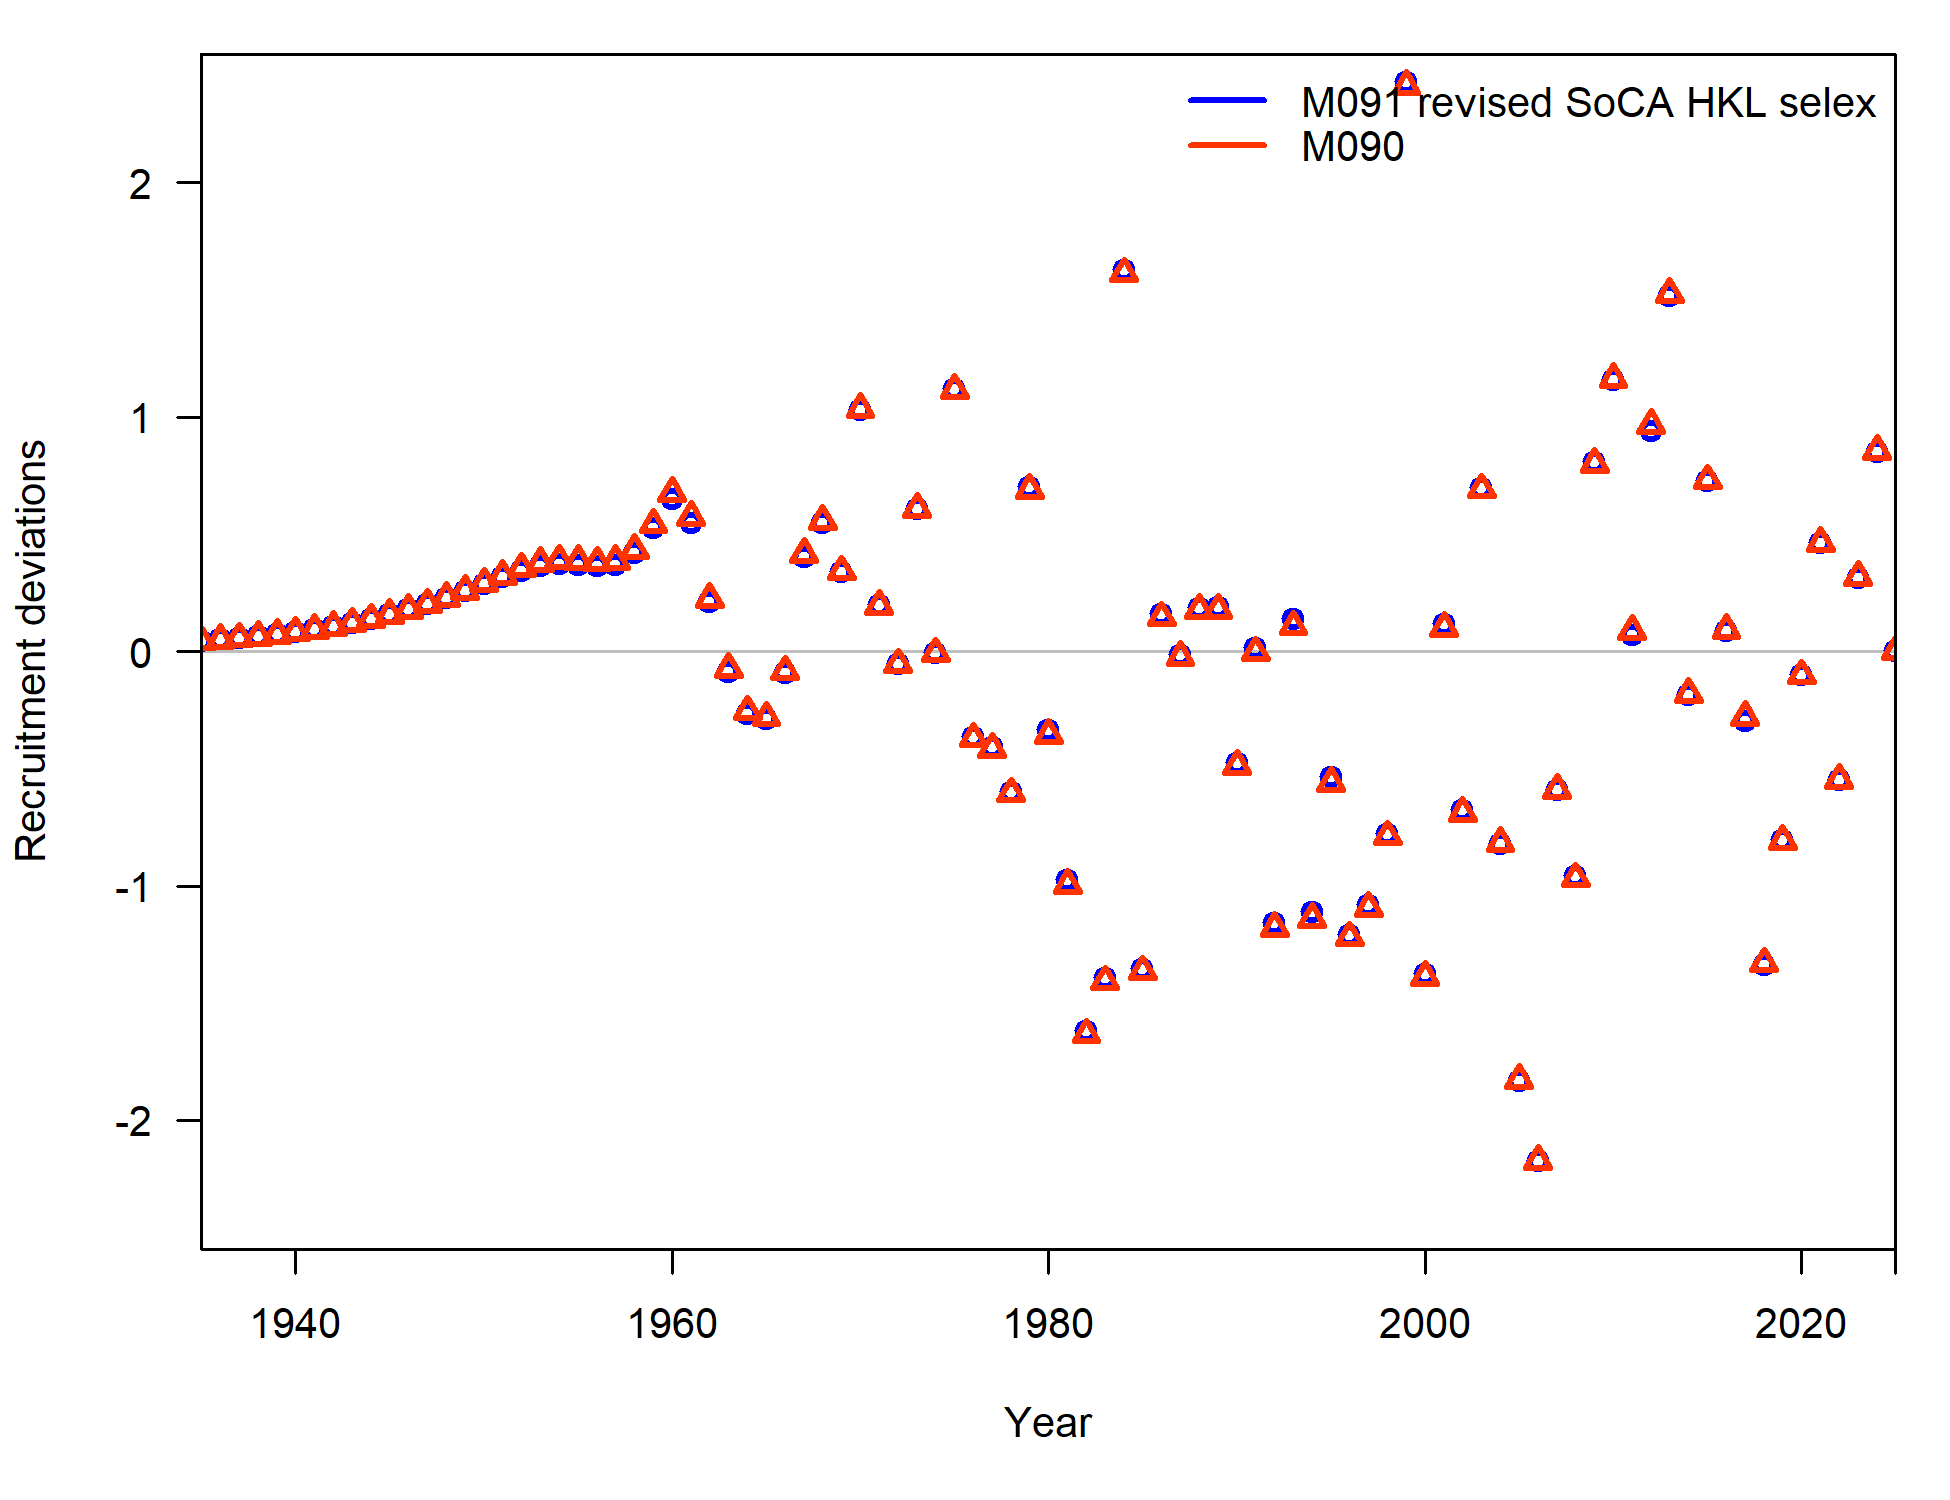 M091 revised SoCA HKL selex
M090
Recruitment deviations
2
1
0
-1
-2
1940
1960
1980
2000
2020
Year